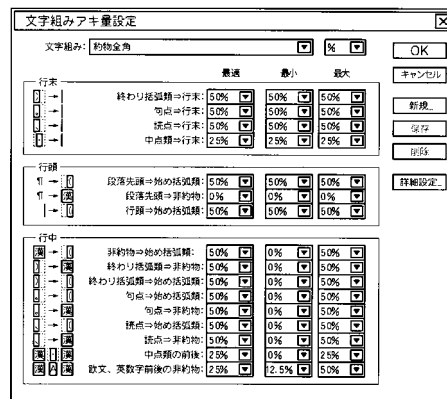 文字組みアキ量設定
文字組み: 約物全角 %
OK
キャンセル
新規...
保存
削除
詳細設定...
最適 最小 最大
行末
終わり括弧類⇒行末: 50% 50% 50%
句点⇒行末: 50% 50% 50%
読点⇒行末: 50% 50% 50%
中点類⇒行末: 25% 25% 25%
行頭
段落先頭⇒始め括弧類: 50% 50% 50%
段落先頭⇒非約物: 0% 0% 0%
行頭⇒始め括弧類: 50% 50% 50%
行中
非約物⇒始め括弧類: 50% 0% 50%
終わり括弧類⇒非約物: 50% 0% 50%
終わり括弧類⇒始め括弧類: 50% 0% 50%
句点⇒始め括弧類: 50% 0% 50%
句点⇒非約物: 50% 0% 50%
読点⇒始め括弧類: 50% 0% 50%
読点⇒非約物: 50% 0% 50%
中点類の前後: 25% 0% 25%
欧文、英数字前後の非約物: 25% 12.5% 50%